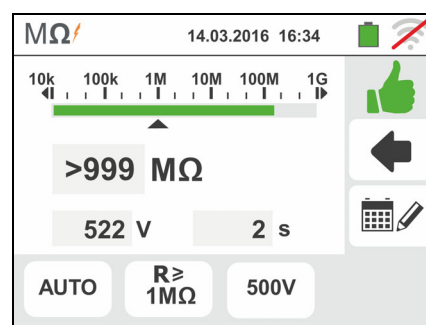 MΩ 14.03.2016 16:34
10k 100k 1M 10M 100M 1G
>999 MΩ
522 V 2 s
AUTO R≥ 1MΩ 500V